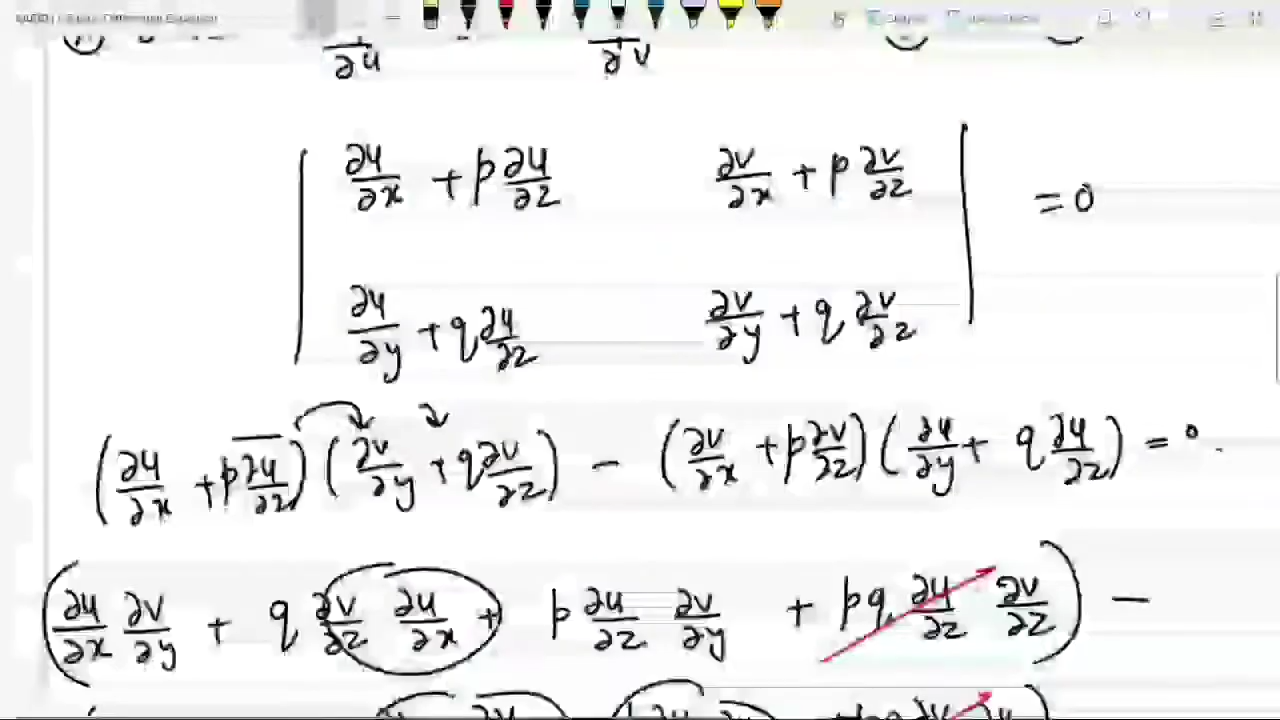 ∂u ∂v
| ∂u/∂x + p ∂u/∂z ∂v/∂x + p ∂v/∂z | = 0
| ∂u/∂y + q ∂u/∂z ∂v/∂y + q ∂v/∂z |
(∂u/∂x + p ∂u/∂z) (∂v/∂y + q ∂v/∂z) − (∂v/∂x + p ∂v/∂z) (∂u/∂y + q ∂u/∂z) = 0.
(∂u/∂x ∂v/∂y + q ∂v/∂z ∂u/∂x + p ∂u/∂z ∂v/∂y + pq ∂u/∂z ∂v/∂z) −